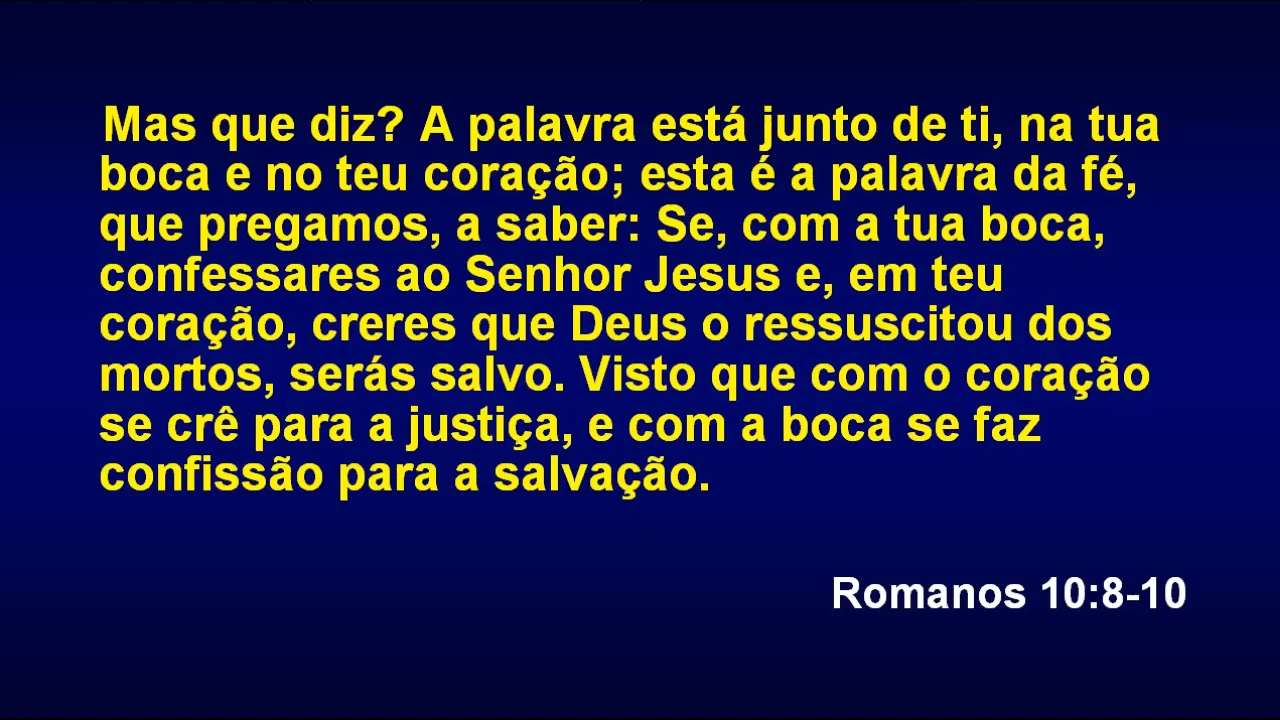 Mas que diz? A palavra está junto de ti, na tua
boca e no teu coração; esta é a palavra da fé,
que pregamos, a saber: Se, com a tua boca,
confessares ao Senhor Jesus e, em teu
coração, creres que Deus o ressuscitou dos
mortos, serás salvo. Visto que com o coração
se crê para a justiça, e com a boca se faz
confissão para a salvação.
Romanos 10:8-10